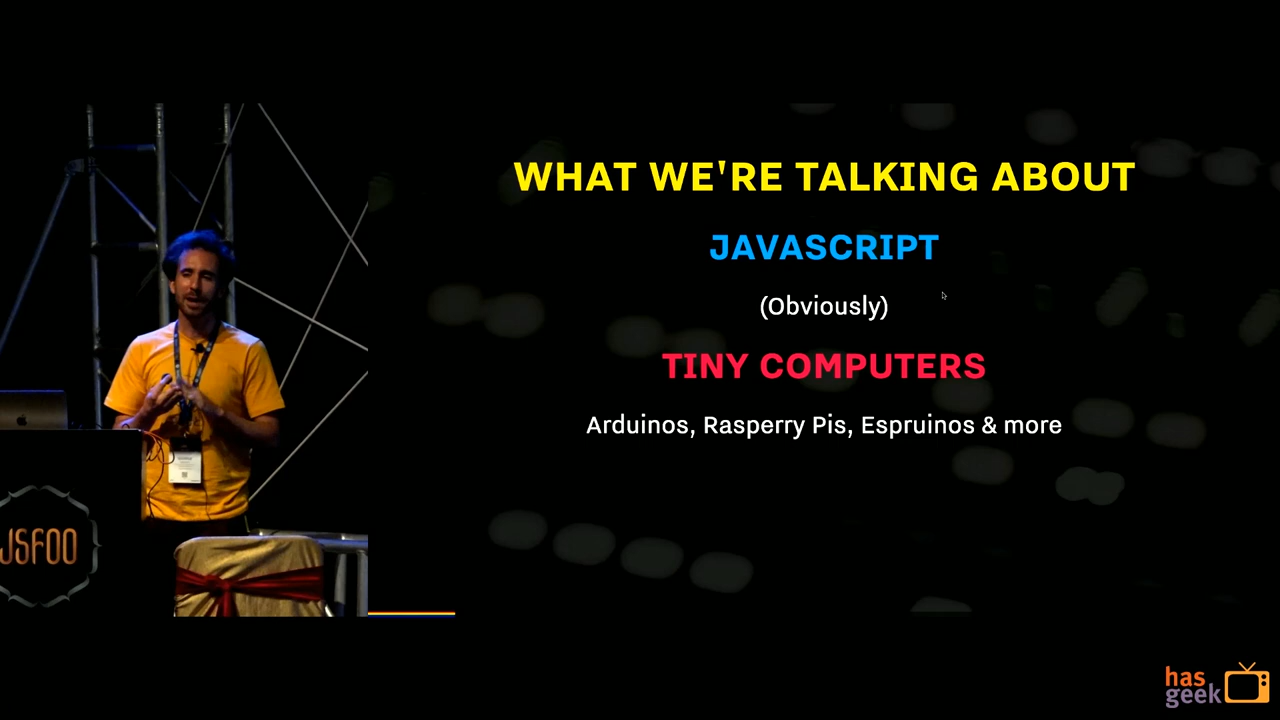 WHAT WE'RE TALKING ABOUT
JAVASCRIPT
(Obviously)
TINY COMPUTERS
Arduinos, Rasperry Pis, Espruinos & more
JSFOO
has
geek